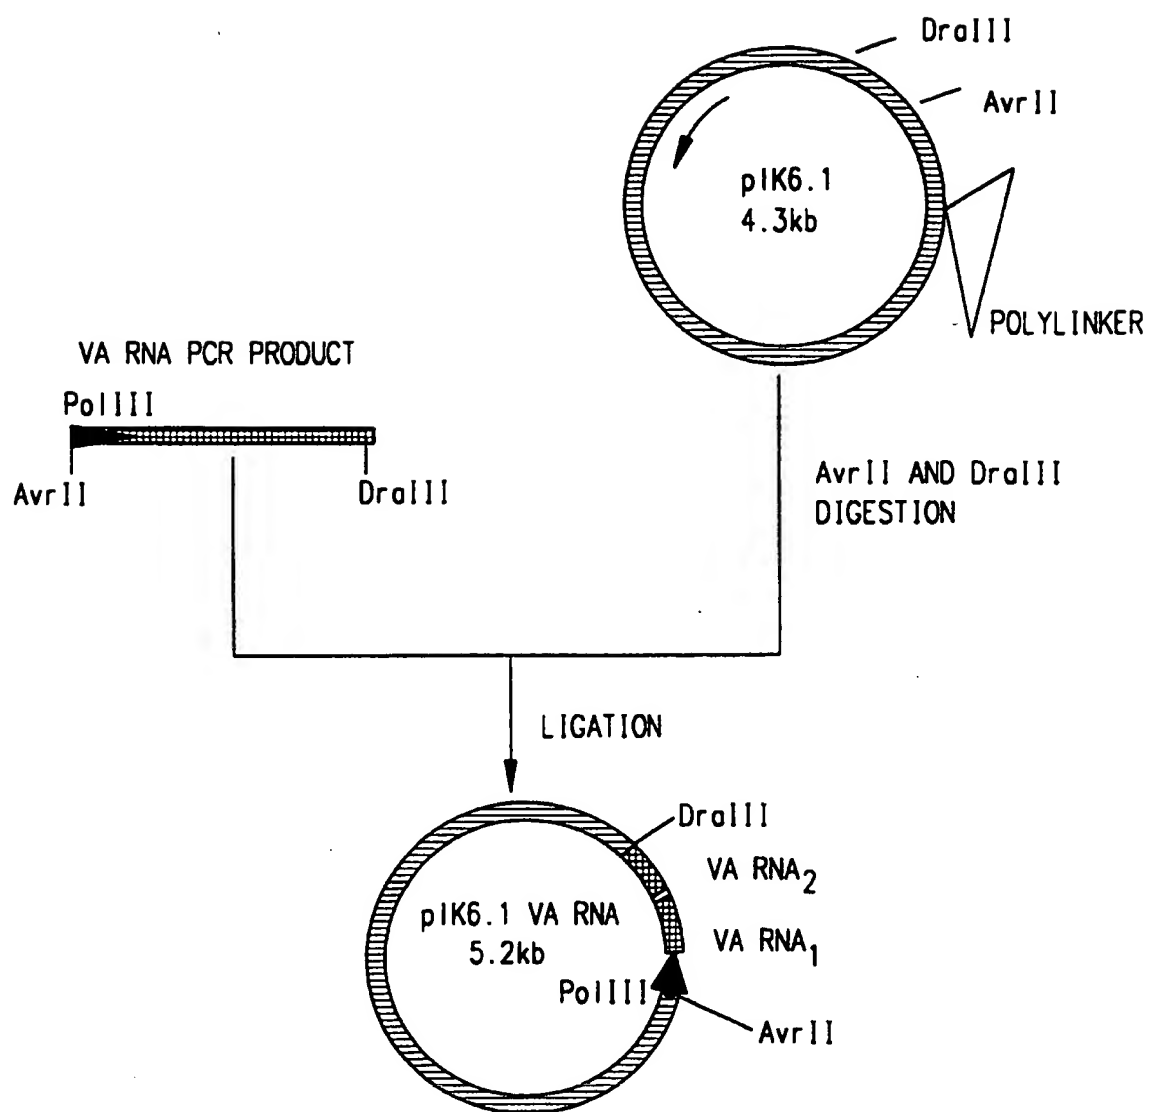 DraIII
AvrII
pIK6.1
4.3kb
POLYLINKER
VA RNA PCR PRODUCT
PolIII
AvrII
DraIII
AvrII AND DraIII
DIGESTION
LIGATION
DraIII
VA RNA2
pIK6.1 VA RNA
5.2kb
VA RNA1
PolIII
AvrII